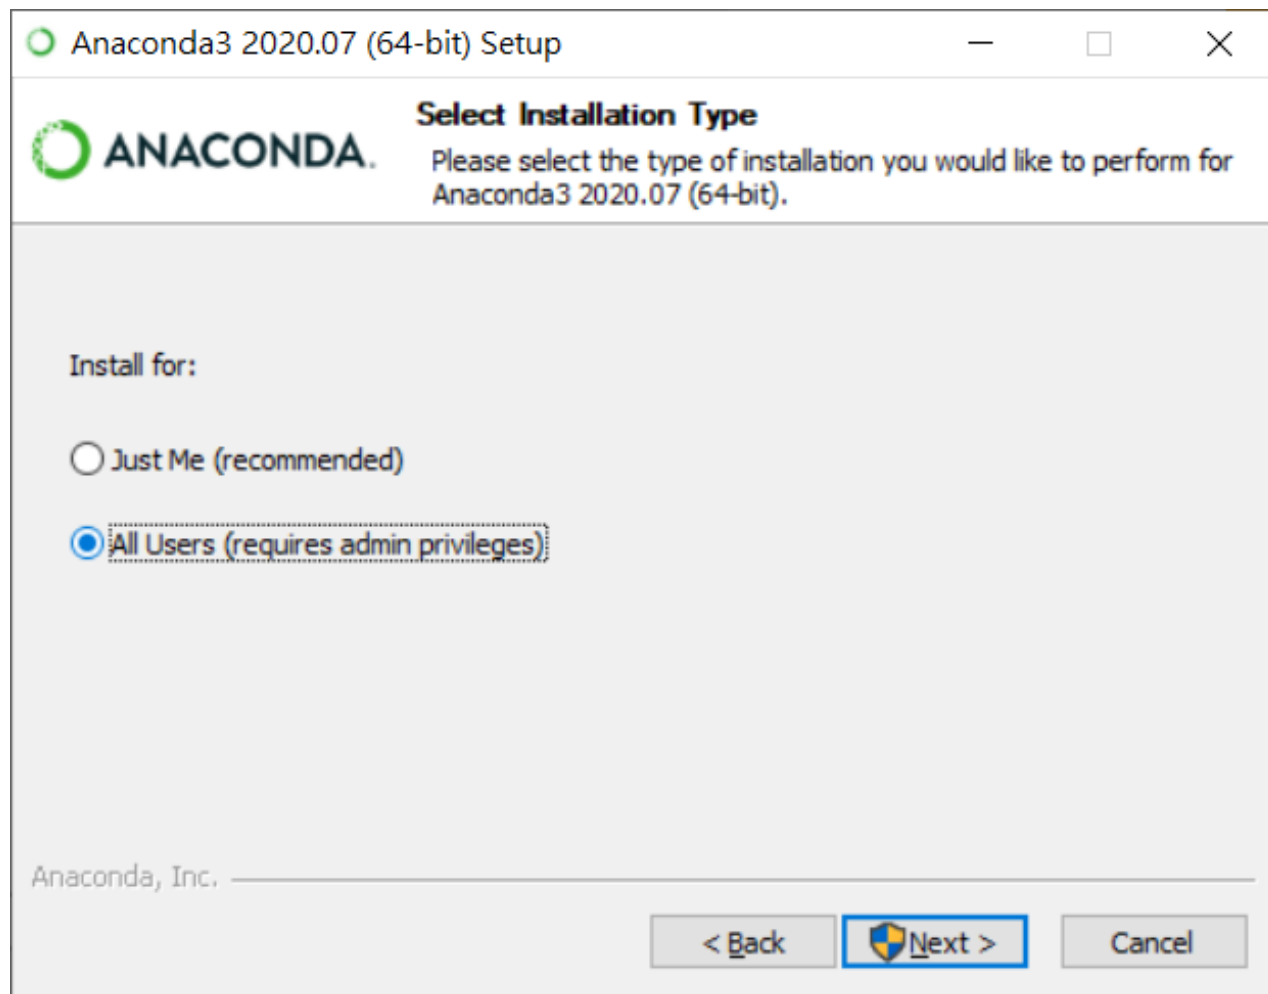 Anaconda3 2020.07 (64-bit) Setup
ANACONDA.
Select Installation Type
Please select the type of installation you would like to perform for
Anaconda3 2020.07 (64-bit).
Install for:
Just Me (recommended)
All Users (requires admin privileges)
Anaconda, Inc.
< Back
Next >
Cancel